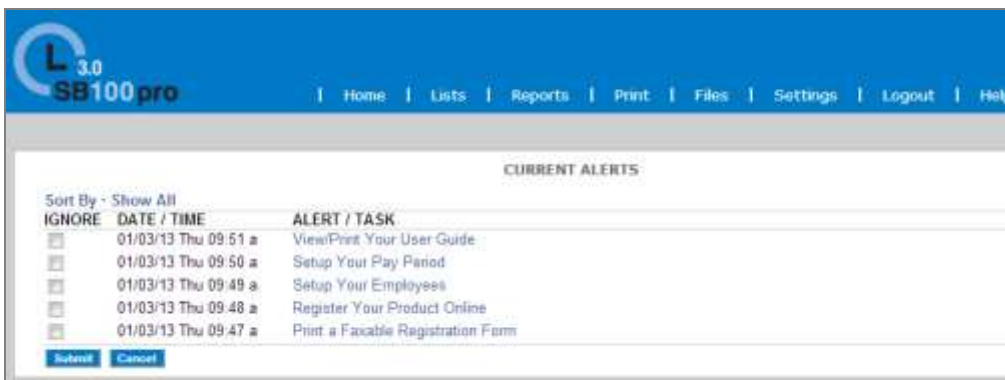 L 3.0
SB100pro
| Home | Lists | Reports | Print | Files | Settings | Logout | Hel
CURRENT ALERTS
Sort By - Show All
IGNORE DATE / TIME ALERT / TASK
01/03/13 Thu 09:51 a View/Print Your User Guide
01/03/13 Thu 09:50 a Setup Your Pay Period
01/03/13 Thu 09:49 a Setup Your Employees
01/03/13 Thu 09:48 a Register Your Product Online
01/03/13 Thu 09:47 a Print a Faxable Registration Form
Submit Cancel